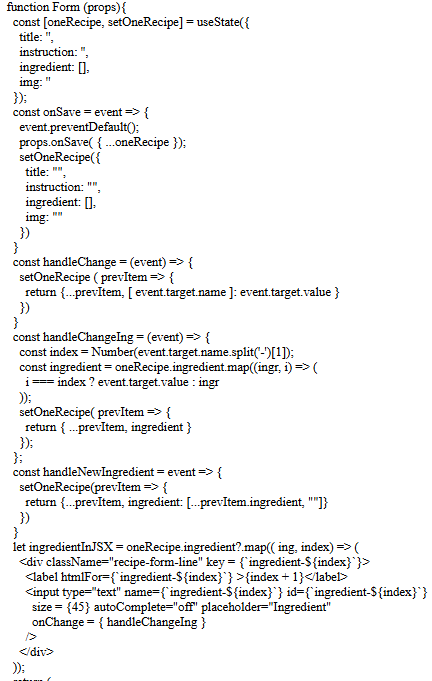 function Form (props){
const [oneRecipe, setOneRecipe] = useState({
title: '',
instruction: '',
ingredient: [],
img: ''
});
const onSave = event => {
event.preventDefault();
props.onSave( { ...oneRecipe });
setOneRecipe({
title: "",
instruction: "",
ingredient: [],
img: ""
})
}
const handleChange = (event) => {
setOneRecipe ( prevItem => {
return {...prevItem, [ event.target.name ]: event.target.value }
})
}
const handleChangeIng = (event) => {
const index = Number(event.target.name.split('-')[1]);
const ingredient = oneRecipe.ingredient.map((ingr, i) => (
i === index ? event.target.value : ingr
));
setOneRecipe( prevItem => {
return { ...prevItem, ingredient }
});
};
const handleNewIngredient = event => {
setOneRecipe(prevItem => {
return {...prevItem, ingredient: [...prevItem.ingredient, ""]}
})
}
let ingredientInJSX = oneRecipe.ingredient?.map(( ing, index) => (
<div className="recipe-form-line" key = {`ingredient-${index}`}>
<label htmlFor={`ingredient-${index}`} >{index + 1}</label>
<input type="text" name={`ingredient-${index}`} id={`ingredient-${index}`}
size = {45} autoComplete="off" placeholder="Ingredient"
onChange = { handleChangeIng }
/>
</div>
));
return (